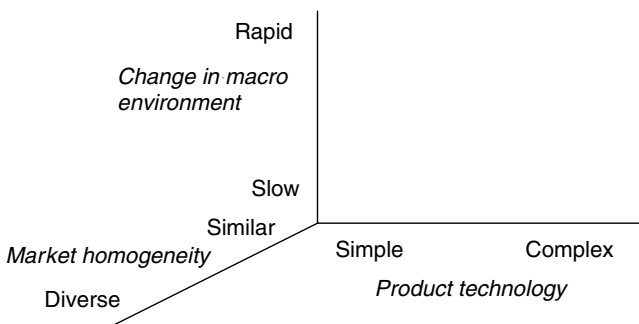 Rapid
Change in macro
environment
Slow
Similar
Market homogeneity
Simple
Complex
Diverse
Product technology